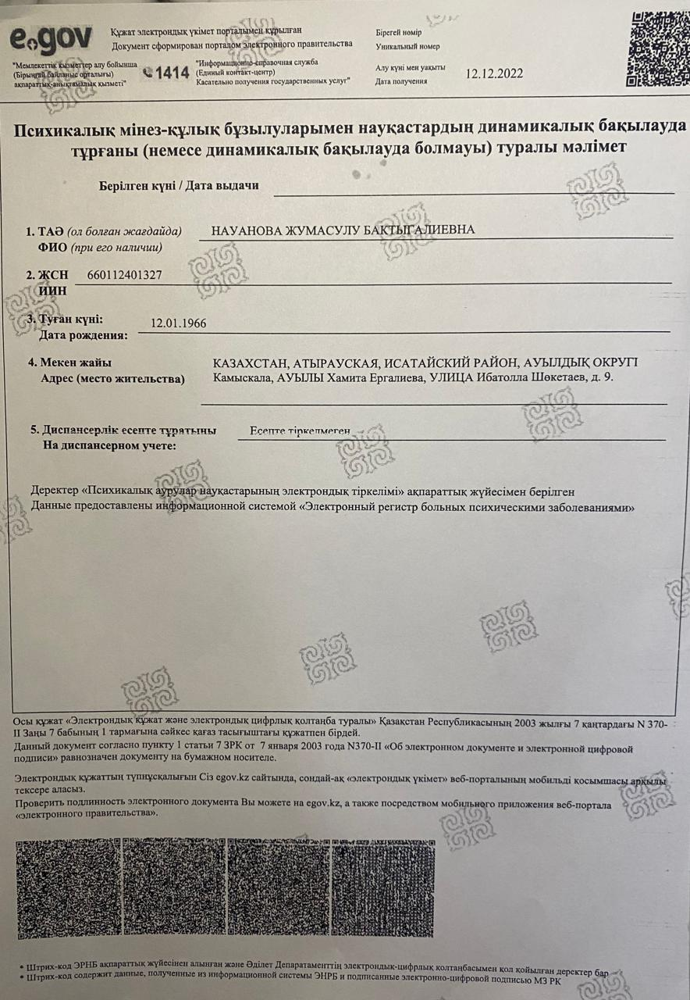 e.gov
Құжат электрондық үкімет порталымен құрылған
Документ сформирован порталом электронного правительства
"Мемлекеттік қызметтер алу бойынша
(Бірыңғай байланыс орталығы)
ақпараттық-анықтамалық қызметі"
1414
"Информационно-справочная служба
(Единый контакт-центр)
Касательно получения государственных услуг"
Бірегей нөмір
Уникальный номер
Алу күні мен уақыты
Дата получения
12.12.2022
Психикалық мінез-құлық бұзылуларымен науқастардың динамикалық бақылауда
тұрғаны (немесе динамикалық бақылауда болмауы) туралы мәлімет
Берілген күні / Дата выдачи
1. ТАӘ (ол болған жағдайда) НАУАНОВА ЖУМАСУЛУ БАКТЫГАЛИЕВНА
ФИО (при его наличии)
2. ЖСН 660112401327
ИИН
3. Туған күні: 12.01.1966
Дата рождения:
4. Мекен жайы КАЗАХСТАН, АТЫРАУСКАЯ, ИСАТАЙСКИЙ РАЙОН, АУЫЛДЫҚ ОКРУГІ
Адрес (место жительства) Камыскала, АУЫЛЫ Хамита Ергалиева, УЛИЦА Ибатолла Шөкетаев, д. 9.
5. Диспансерлік есепте тұратыны Есепте тіркелмеген
На диспансерном учете:
Деректер «Психикалық аурулар науқастарының электрондық тіркелімі» ақпараттық жүйесімен берілген
Данные предоставлены информационной системой «Электронный регистр больных психическими заболеваниями»
Осы құжат «Электрондық құжат және электрондық цифрлық қолтаңба туралы» Қазақстан Республикасының 2003 жылғы 7 қаңтардағы N 370-
II Заңы 7 бабының 1 тармағына сәйкес қағаз тасығыштағы құжатпен бірдей.
Данный документ согласно пункту 1 статьи 7 ЗРК от 7 января 2003 года N370-II «Об электронном документе и электронной цифровой
подписи» равнозначен документу на бумажном носителе.
Электрондық құжаттың түпнұсқалығын Сіз egov.kz сайтында, сондай-ақ «электрондық үкімет» веб-порталының мобильді қосымшасы арқылы
тексере аласыз.
Проверить подлинность электронного документа Вы можете на egov.kz, а также посредством мобильного приложения веб-портала
«электронного правительства».
* Штрих-код ЭРНБ ақпараттық жүйесінен алынған және Әділет Департаментінің электрондық-цифрлық қолтаңбасымен қол қойылған деректер бар
* Штрих-код содержит данные, полученные из информационной системы ЭНРБ и подписанные электронно-цифровой подписью МЗ РК